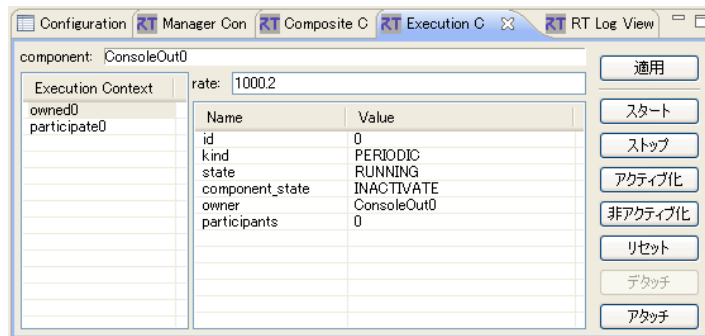 Configuration RT Manager Con RT Composite C RT Execution C RT RT Log View
component: ConsoleOut0
適用
Execution Context
rate: 1000.2
owned0
participate0
Name Value
id 0
kind PERIODIC
state RUNNING
component_state INACTIVATE
owner ConsoleOut0
participants 0
スタート
ストップ
アクティブ化
非アクティブ化
リセット
デタッチ
アタッチ